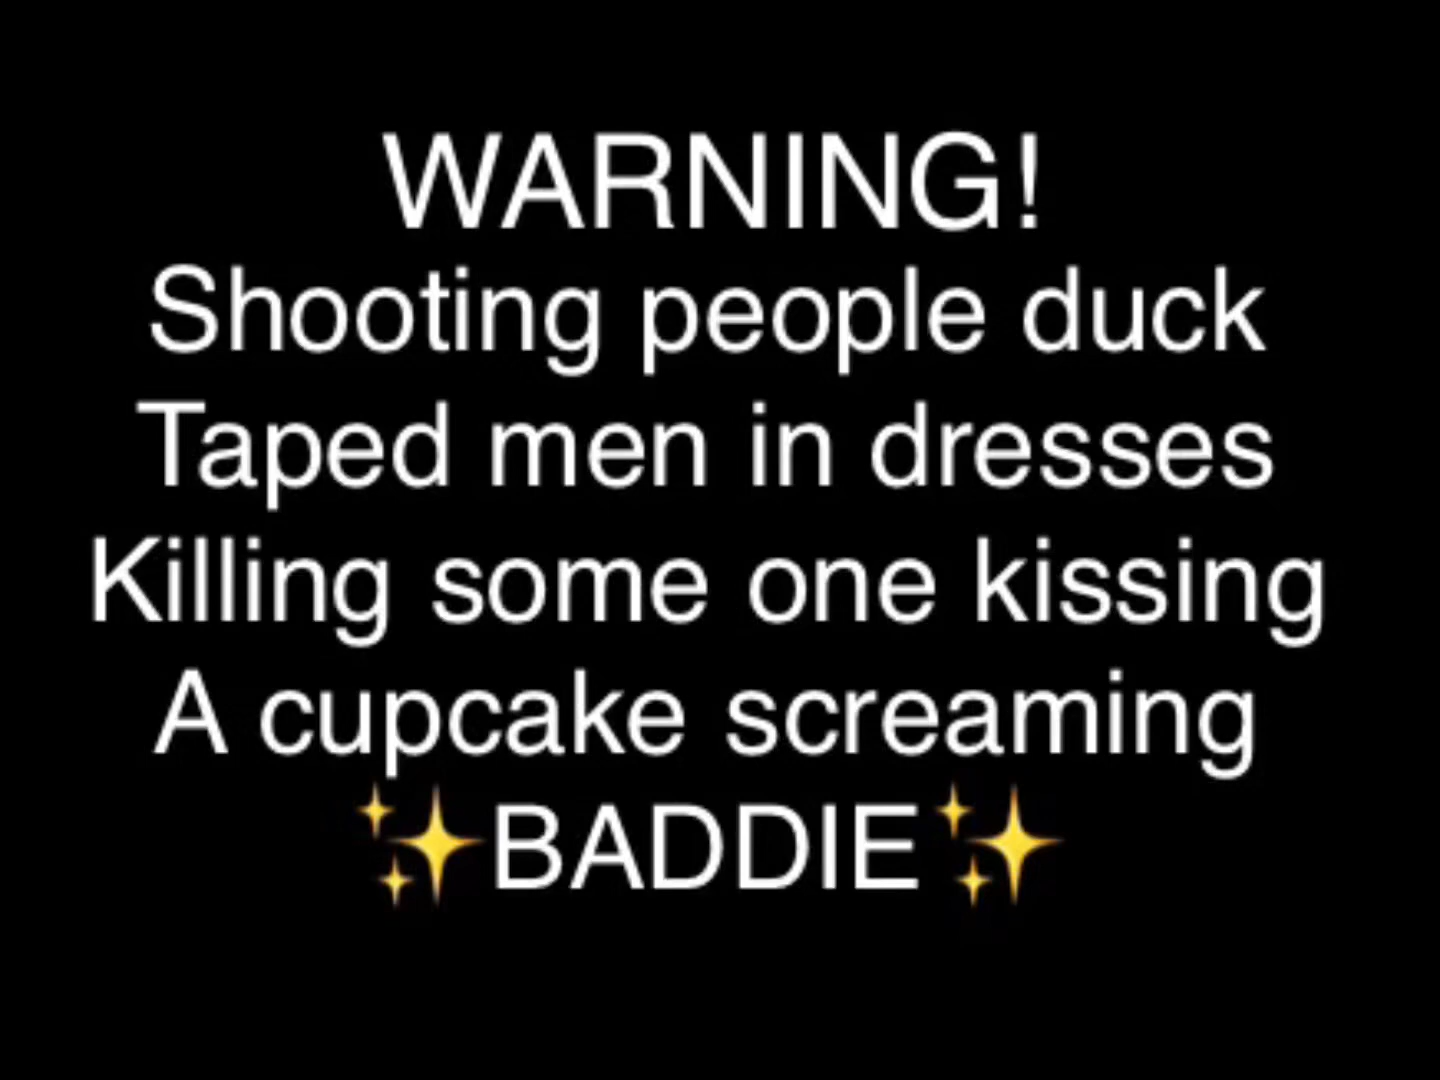 WARNING!
Shooting people duck
Taped men in dresses
Killing some one kissing
A cupcake screaming
✨BADDIE✨